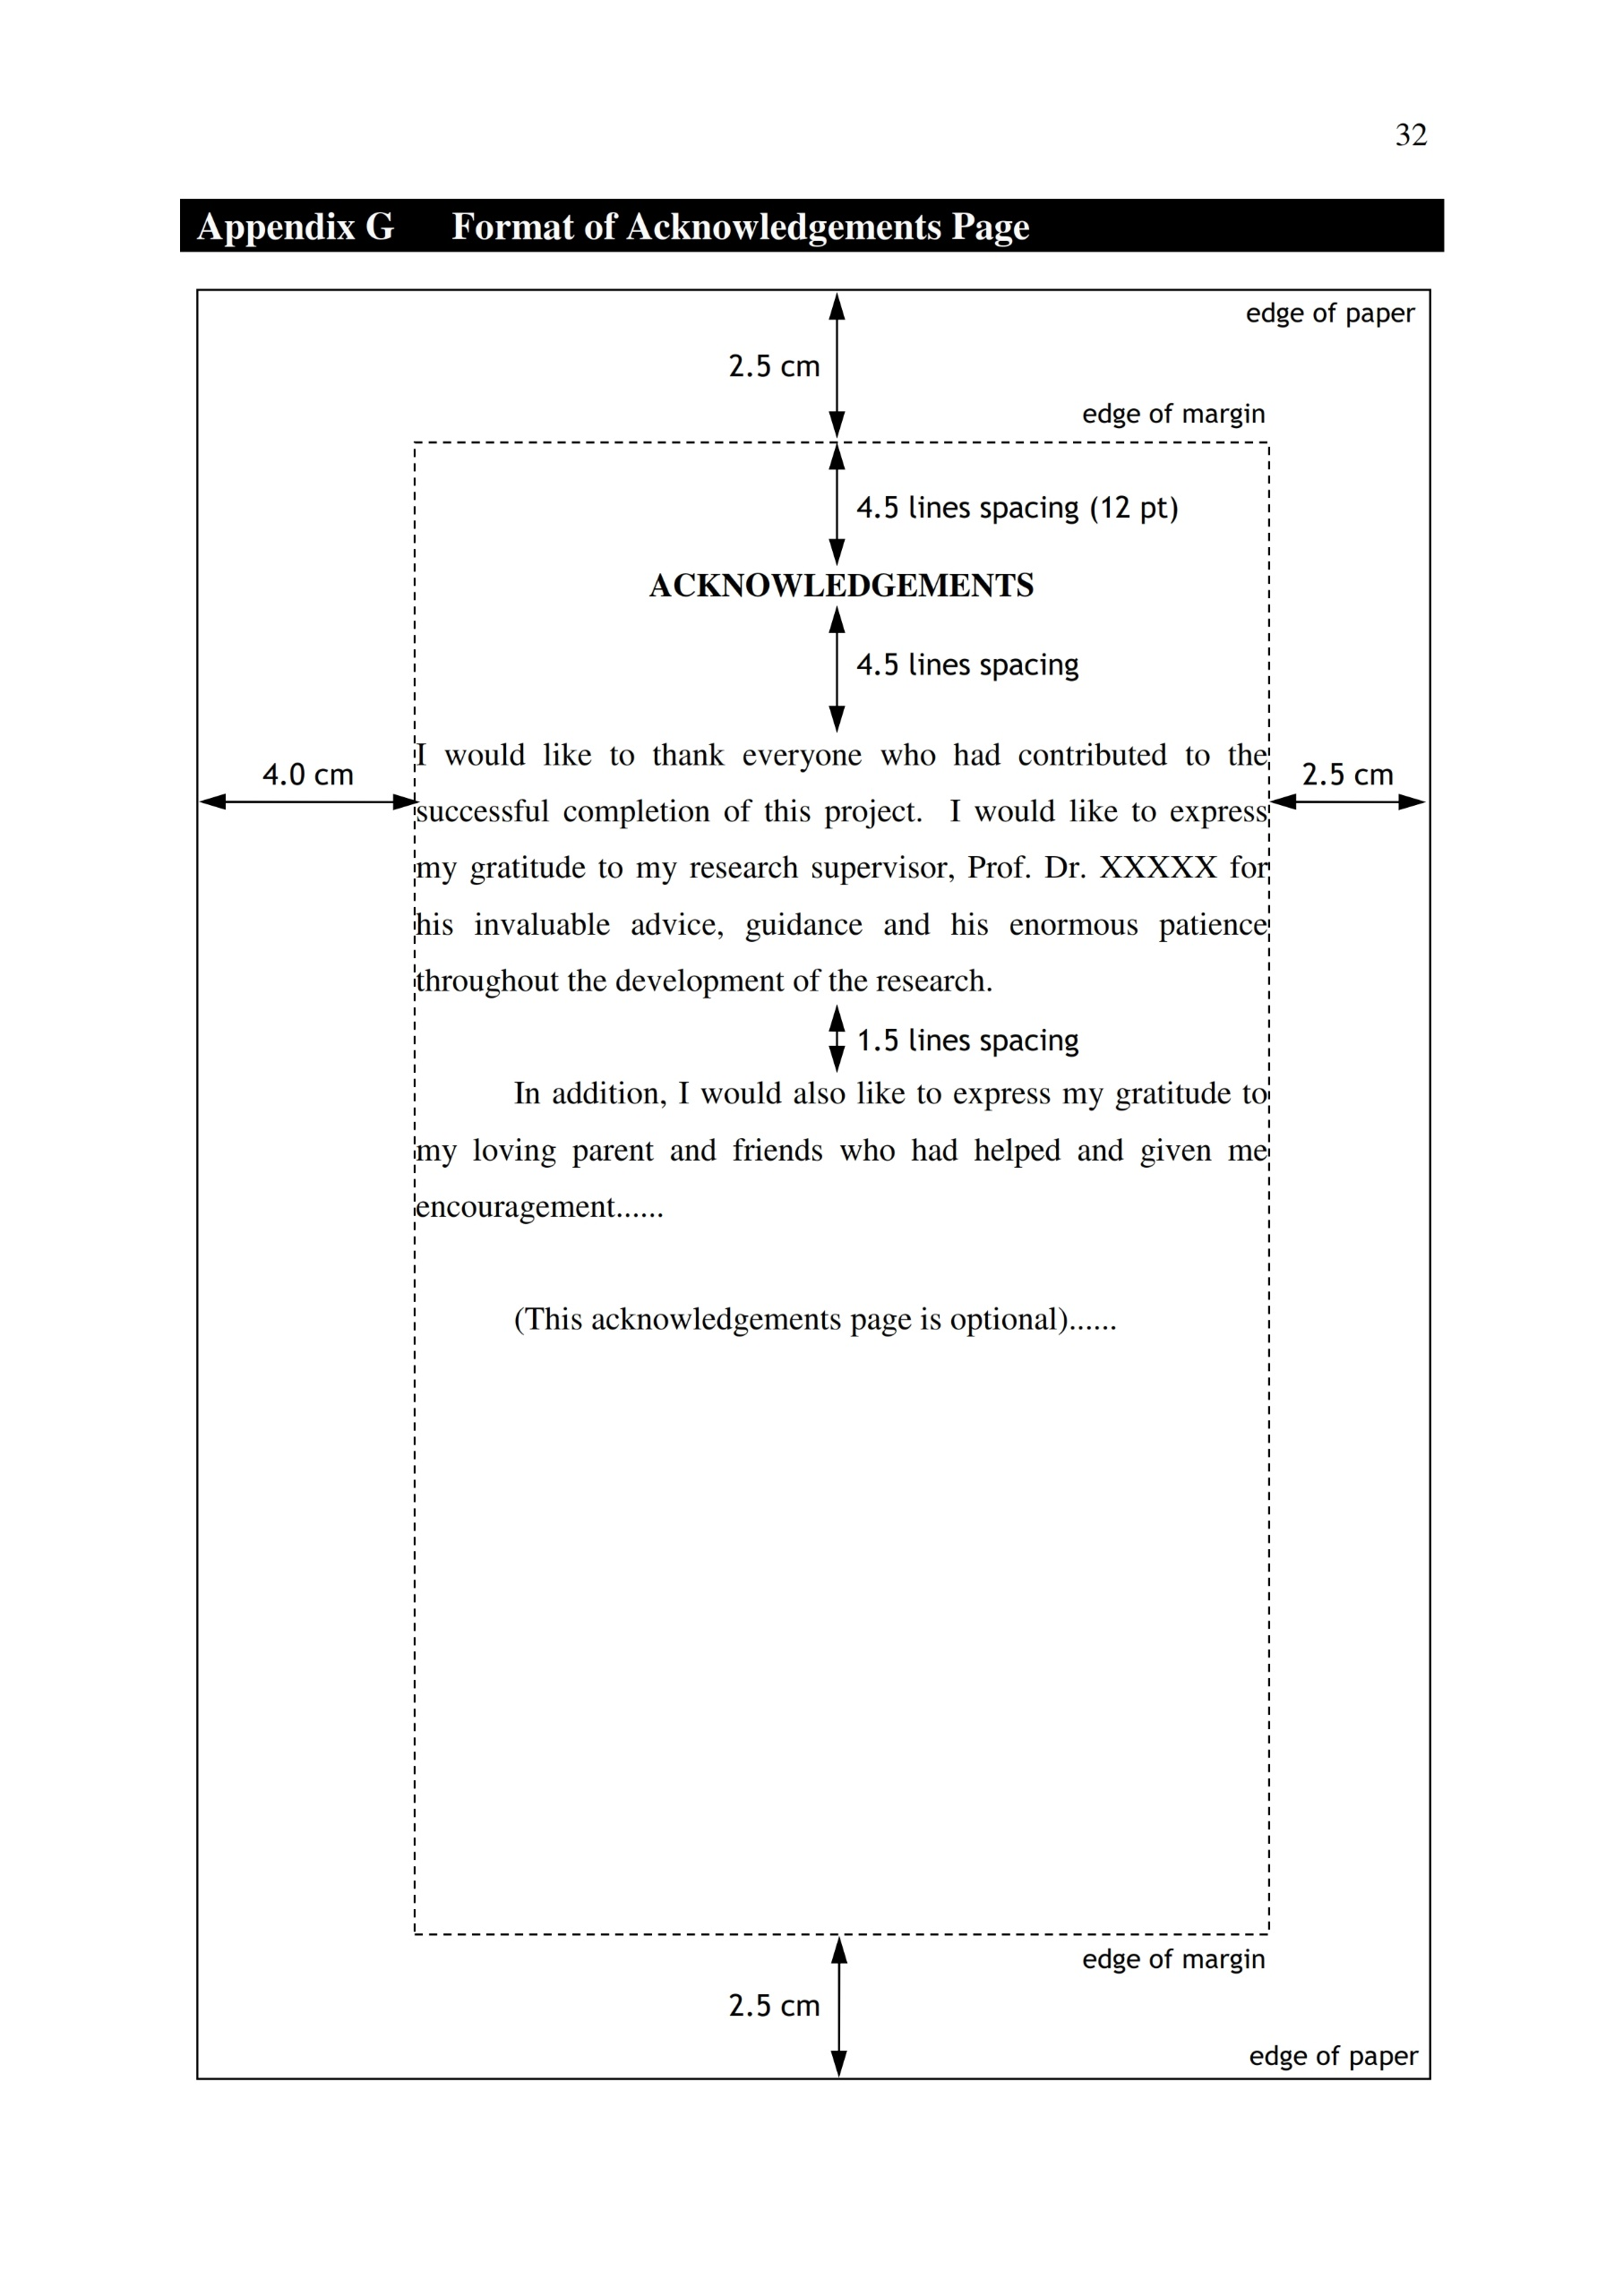 32
Appendix G Format of Acknowledgements Page
edge of paper
2.5 cm
edge of margin
4.5 lines spacing (12 pt)
ACKNOWLEDGEMENTS
4.5 lines spacing
I would like to thank everyone who had contributed to the
4.0 cm
2.5 cm
successful completion of this project. I would like to express
my gratitude to my research supervisor, Prof. Dr. XXXXX for
his invaluable advice, guidance and his enormous patience
throughout the development of the research.
1.5 lines spacing
In addition, I would also like to express my gratitude to
my loving parent and friends who had helped and given me
encouragement......
(This acknowledgements page is optional)......
edge of margin
2.5 cm
edge of paper